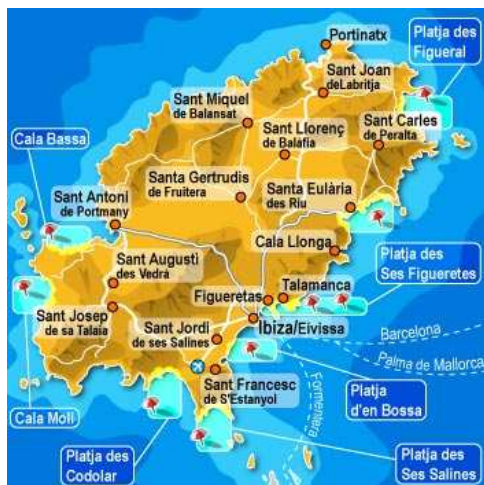 Portinatx
Platja des
Figueral
Sant Joan
deLabritja
Sant Miquel
de Balansat
Sant Carles
de Peralta
Sant Llorenç
de Balàfia
Cala Bassa
Santa Gertrudis
de Fruitera
Sant Antoni
de Portmany
Santa Eulària
des Riu
Cala Llonga
Sant Augusti
des Vedrà
Platja des
Ses Figueretes
Talamanca
Figueretas
Sant Josep
de sa Talaia
Ibiza/Eivissa
Sant Jordi
de ses Salines
Barcelona
Palma de Mallorca
Sant Francesc
de S'Estanyol
Formentera
Platja
d'en Bossa
Cala Moll
Platja des
Codolar
Platja des
Ses Salines